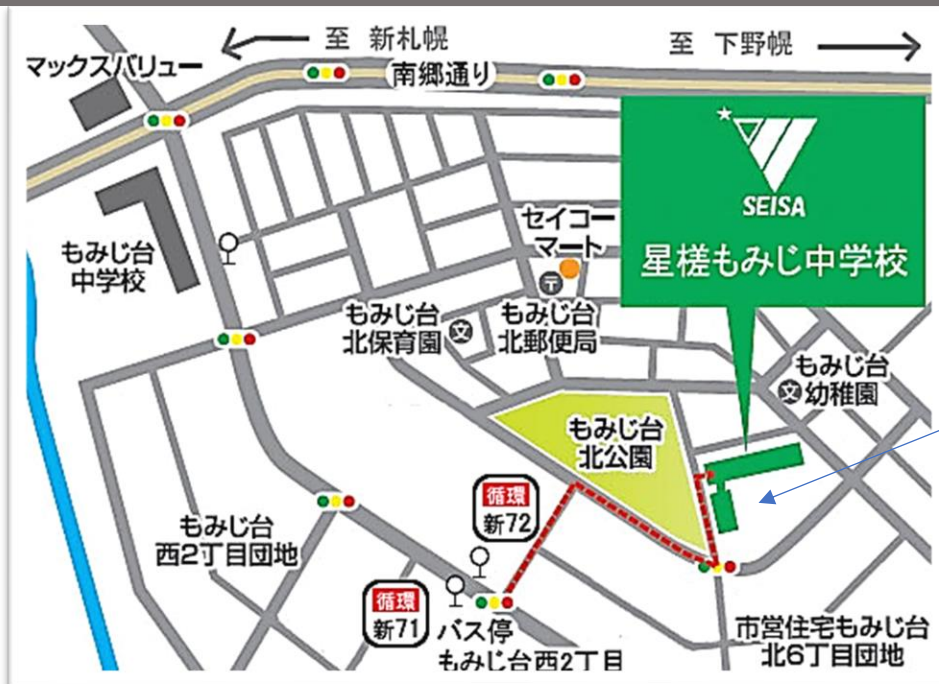 至 新札幌
至 下野幌
マックスバリュー
南郷通り
SEISA
星槎もみじ中学校
もみじ台
中学校
セイコー
マート
〒
もみじ台
北保育園
文
もみじ台
北郵便局
もみじ台
幼稚園
文
もみじ台
北公園
循環
新72
もみじ台
西2丁目団地
循環
新71
バス停
もみじ台西2丁目
市営住宅もみじ台
北6丁目団地